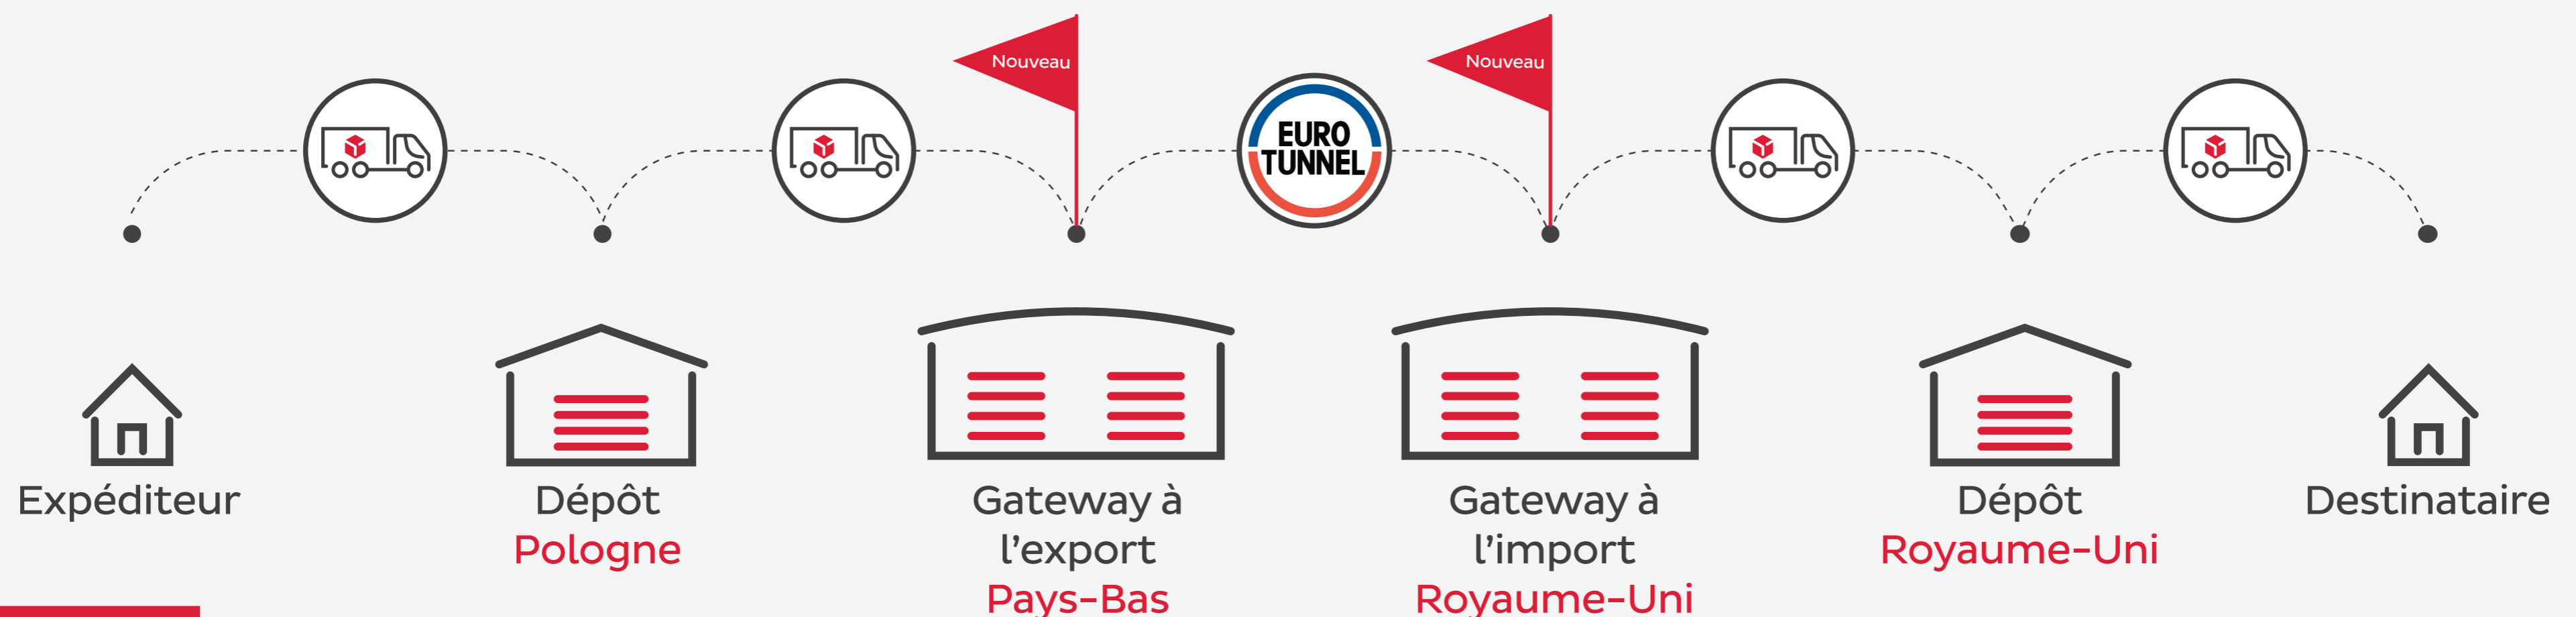 Nouveau
Nouveau
EURO
TUNNEL
Expéditeur
Dépôt
Pologne
Gateway à
l'export
Pays-Bas
Gateway à
l'import
Royaume-Uni
Dépôt
Royaume-Uni
Destinataire